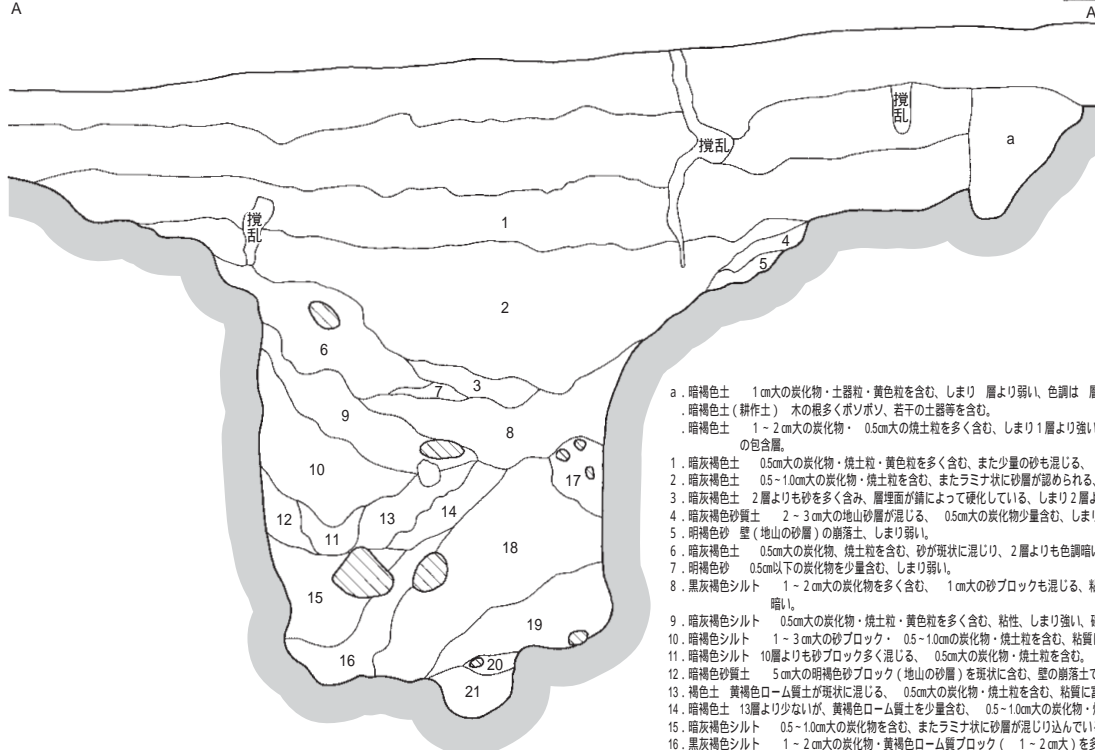 A
A
撹乱
撹乱
a
撹乱
1
4
5
2
6
3
7
9
8
10
17
12
11
13
14
18
15
19
16
20
21
a．暗褐色土　1㎝大の炭化物・土器粒・黄色粒を含む、しまり　層より弱い、色調は　層
．暗褐色土（耕作土）　木の根多くボソボソ、若干の土器等を含む。
．暗褐色土　1～2㎝大の炭化物・　0.5㎝大の焼土粒を多く含む、しまり1層より強い
の包含層。
1．暗灰褐色土　0.5㎝大の炭化物・焼土粒・黄色粒を多く含む、また少量の砂も混じる、
2．暗灰褐色土　0.5～1.0㎝大の炭化物・焼土粒を含む、またラミナ状に砂層が認められる、
3．暗灰褐色土　2層よりも砂を多く含み、層埋面が錆によって硬化している、しまり2層よ
4．暗灰褐色砂質土　2～3㎝大の地山砂層が混じる、　0.5㎝大の炭化物少量含む、しまり
5．明褐色砂　壁（地山の砂層）の崩落土、しまり弱い。
6．暗灰褐色土　0.5㎝大の炭化物、焼土粒を含む、砂が斑状に混じり、2層よりも色調暗い
7．明褐色砂　0.5㎝以下の炭化物を少量含む、しまり弱い。
8．黒灰褐色シルト　1～2㎝大の炭化物を多く含む、　1㎝大の砂ブロックも混じる、粘
暗い。
9．暗灰褐色シルト　0.5㎝大の炭化物・焼土粒・黄色粒を多く含む、粘性、しまり強い、
10．暗褐色シルト　1～3㎝大の砂ブロック・　0.5～1.0㎝の炭化物・焼土粒を含む、粘質
11．暗褐色シルト　10層よりも砂ブロック多く混じる、　0.5㎝大の炭化物・焼土粒を含む。
12．暗褐色砂質土　5㎝大の明褐色砂ブロック（地山の砂層）を斑状に含む、壁の崩落土で
13．褐色土　黄褐色ローム質土が斑状に混じる、　0.5㎝大の炭化物・焼土粒を含む、粘質に富
14．暗褐色土　13層より少ないが、黄褐色ローム質土を少量含む、　0.5～1.0㎝大の炭化物・
15．暗灰褐色シルト　0.5～1.0㎝大の炭化物を含む、またラミナ状に砂層が混じり込んでい
16．黒灰褐色シルト　1～2㎝大の炭化物・黄褐色ローム質ブロック（　1～2㎝大）を多